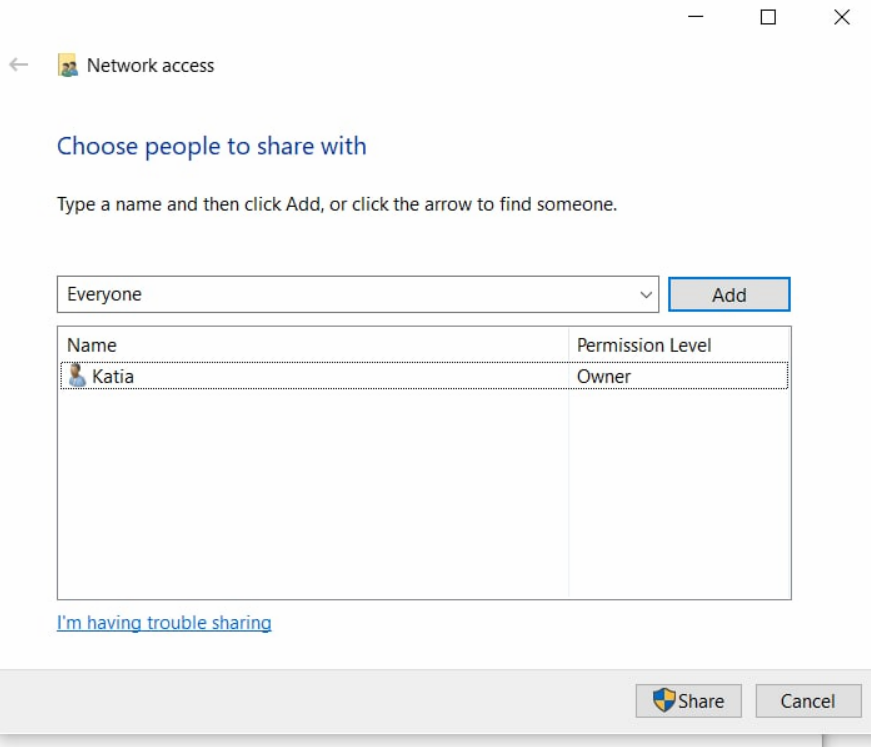 Network access
Choose people to share with
Type a name and then click Add, or click the arrow to find someone.
Everyone Add
Name Permission Level
Katia Owner
I'm having trouble sharing
Share Cancel